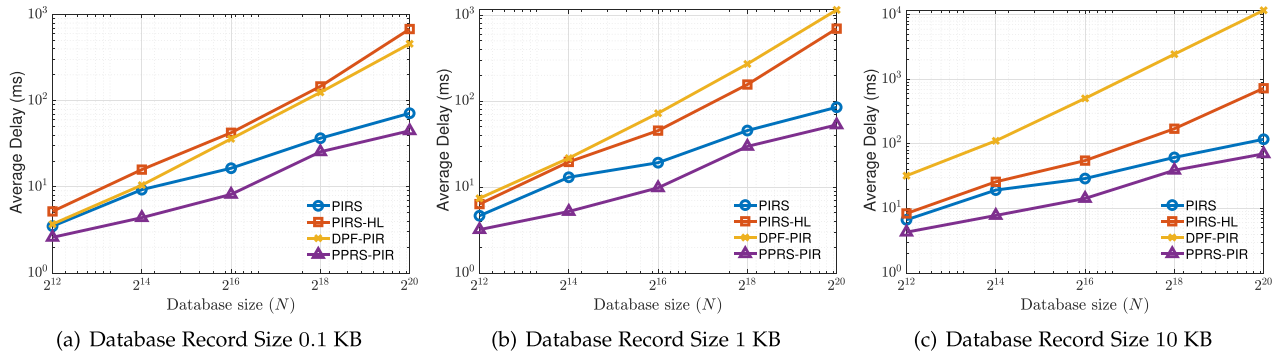 10^3
10^2
10^1
10^0
Average Delay (ms)
PIRS
PIRS-HL
DPF-PIR
PPRS-PIR
2^12 2^14 2^16 2^18 2^20
Database size (N)
(a) Database Record Size 0.1 KB
10^3
10^2
10^1
10^0
Average Delay (ms)
PIRS
PIRS-HL
DPF-PIR
PPRS-PIR
2^12 2^14 2^16 2^18 2^20
Database size (N)
(b) Database Record Size 1 KB
10^4
10^3
10^2
10^1
10^0
Average Delay (ms)
PIRS
PIRS-HL
DPF-PIR
PPRS-PIR
2^12 2^14 2^16 2^18 2^20
Database size (N)
(c) Database Record Size 10 KB